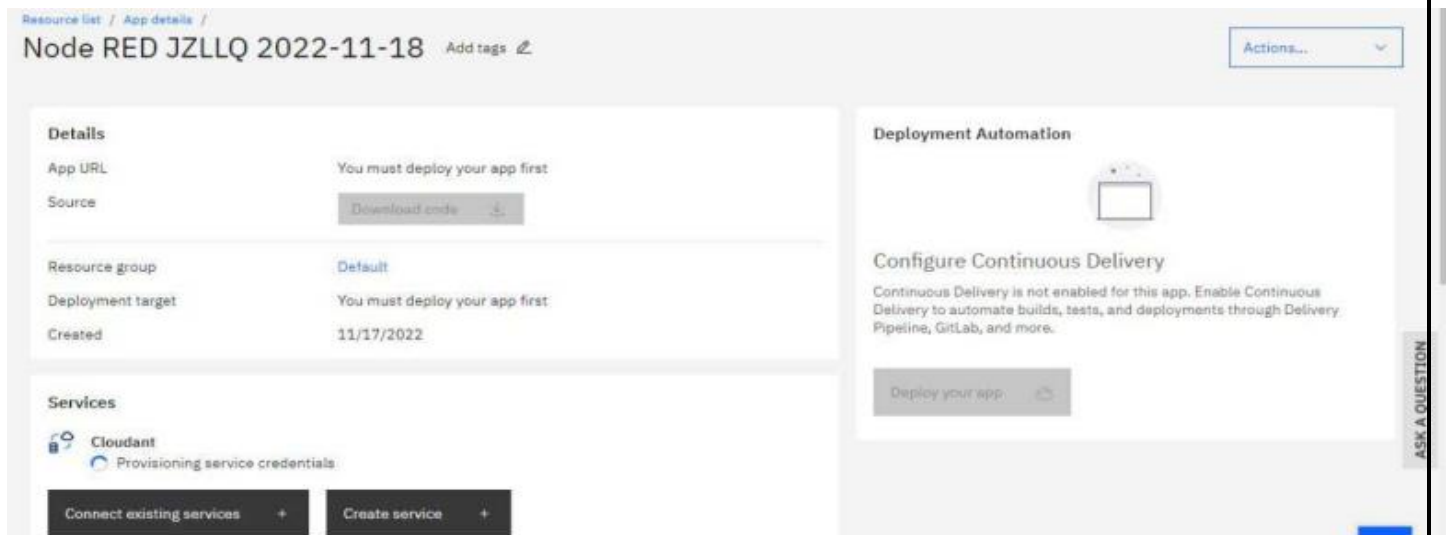 Resource list / App details /
Node RED JZLLQ 2022-11-18 Add tags
Actions...
Details
App URL You must deploy your app first
Source Download code
Resource group Default
Deployment target You must deploy your app first
Created 11/17/2022
Services
Cloudant
Provisioning service credentials
Connect existing services +
Create service +
Deployment Automation
Configure Continuous Delivery
Continuous Delivery is not enabled for this app. Enable Continuous
Delivery to automate builds, tests, and deployments through Delivery
Pipeline, GitLab, and more.
Deploy your app
ASK A QUESTION